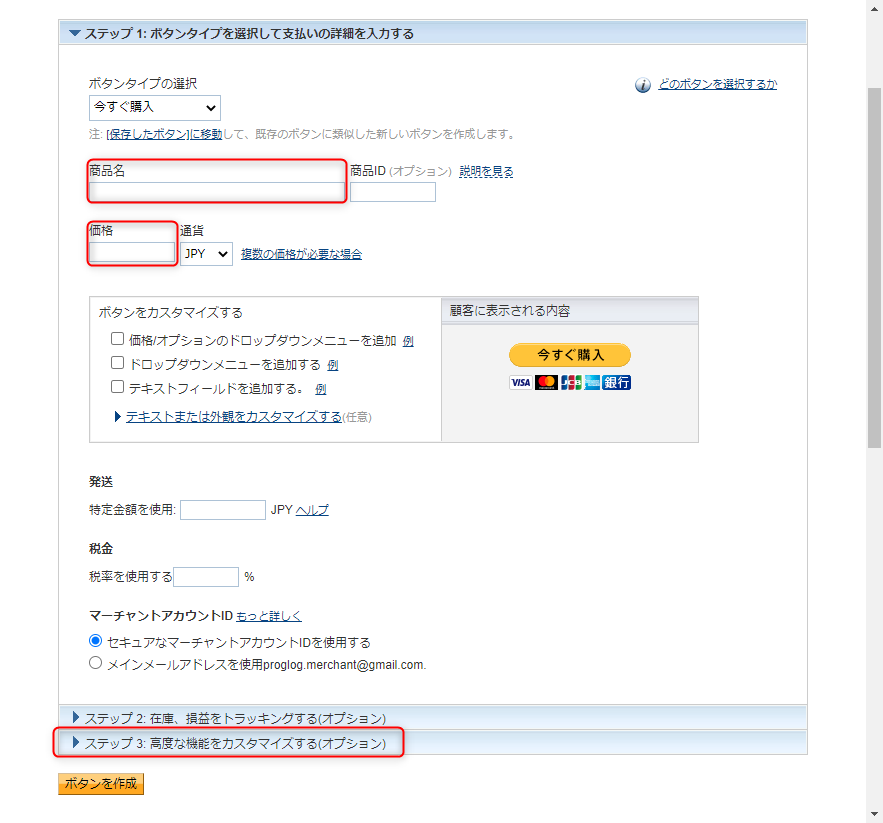 ステップ 1: ボタンタイプを選択して支払いの詳細を入力する
ボタンタイプの選択
どのボタンを選択するか
今すぐ購入
注: [保存したボタン]に移動して、既存のボタンに類似した新しいボタンを作成します。
商品名 商品ID (オプション) 説明を見る
価格 通貨
JPY 複数の価格が必要な場合
ボタンをカスタマイズする
価格/オプションのドロップダウンメニューを追加 例
ドロップダウンメニューを追加する 例
テキストフィールドを追加する。 例
テキストまたは外観をカスタマイズする(任意)
顧客に表示される内容
今すぐ購入
VISA JCB 銀行
発送
特定金額を使用: JPY ヘルプ
税金
税率を使用する %
マーチャントアカウントID もっと詳しく
セキュアなマーチャントアカウントIDを使用する
メインメールアドレスを使用proglog.merchant@gmail.com.
ステップ 2: 在庫、損益をトラッキングする(オプション)
ステップ 3: 高度な機能をカスタマイズする(オプション)
ボタンを作成